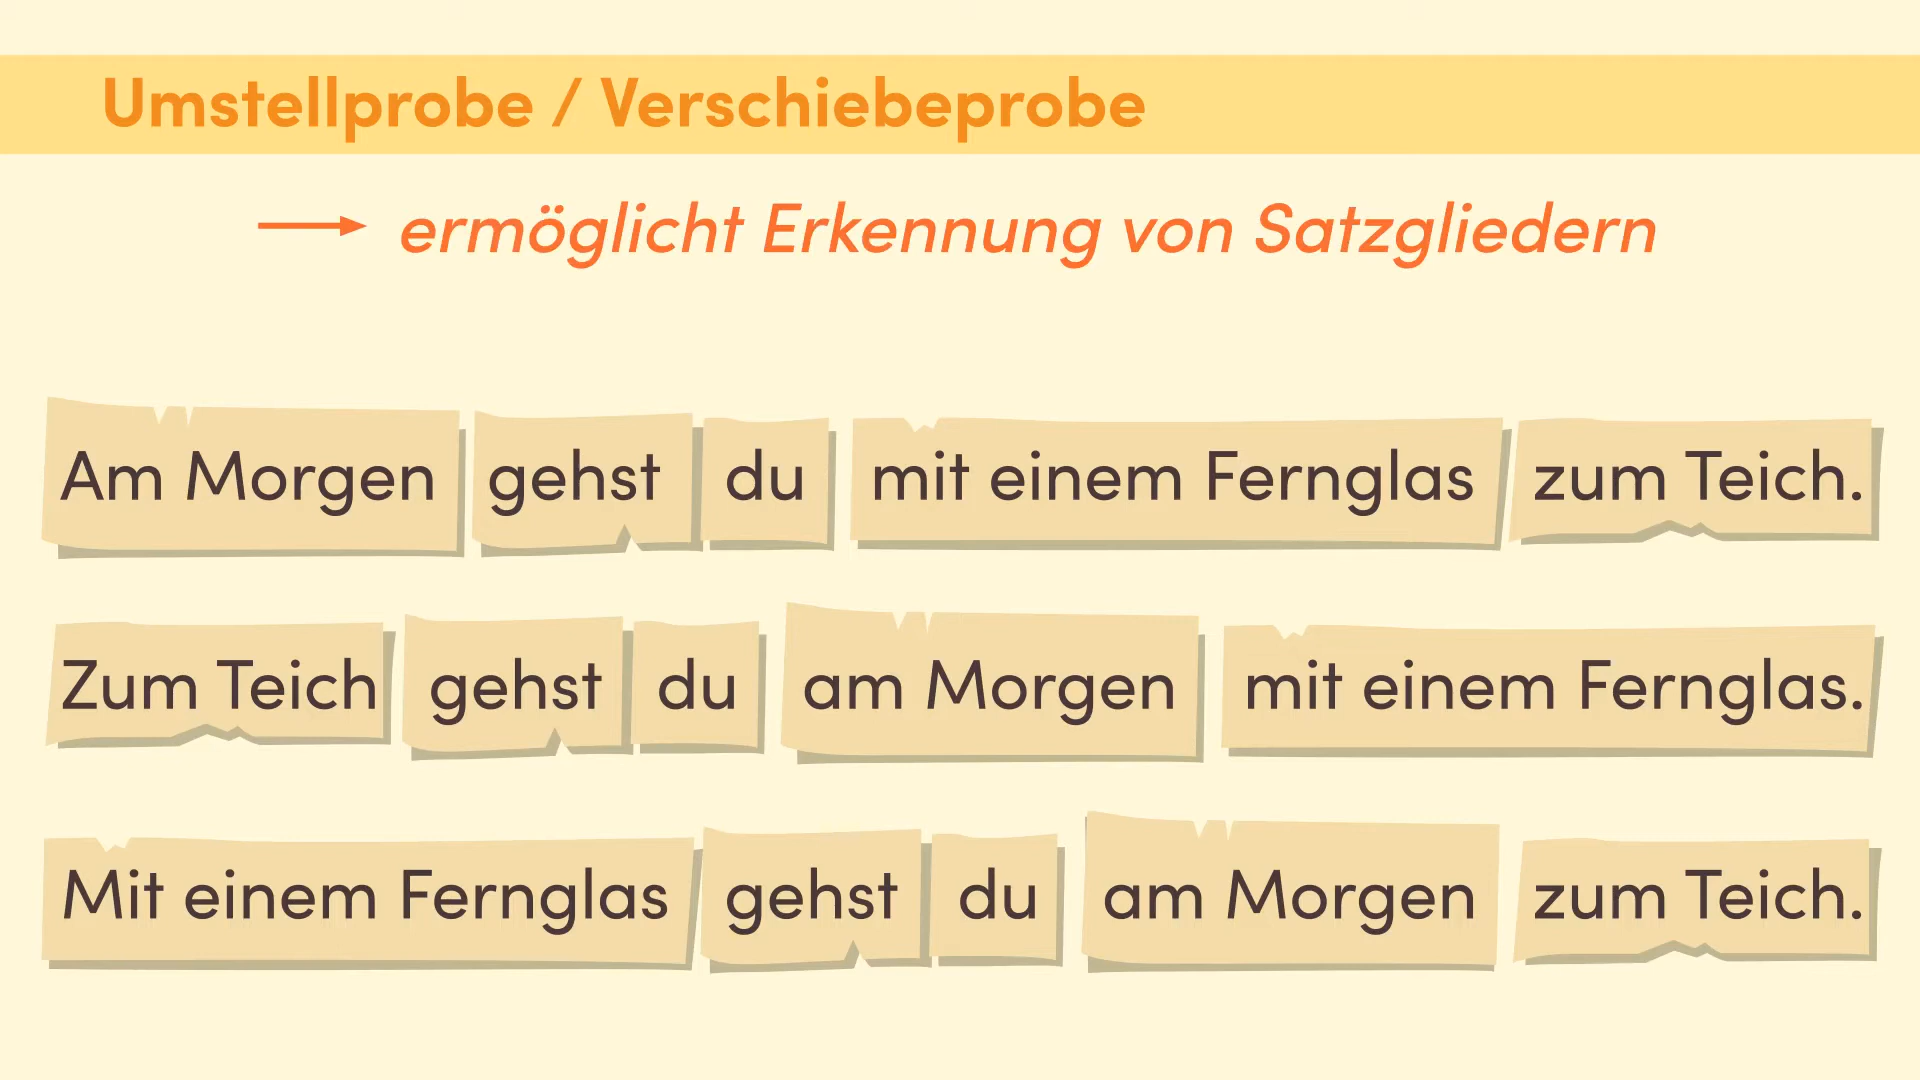 Umstellprobe / Verschiebeprobe
ermöglicht Erkennung von Satzgliedern
Am Morgen gehst du mit einem Fernglas zum Teich.
Zum Teich gehst du am Morgen mit einem Fernglas.
Mit einem Fernglas gehst du am Morgen zum Teich.